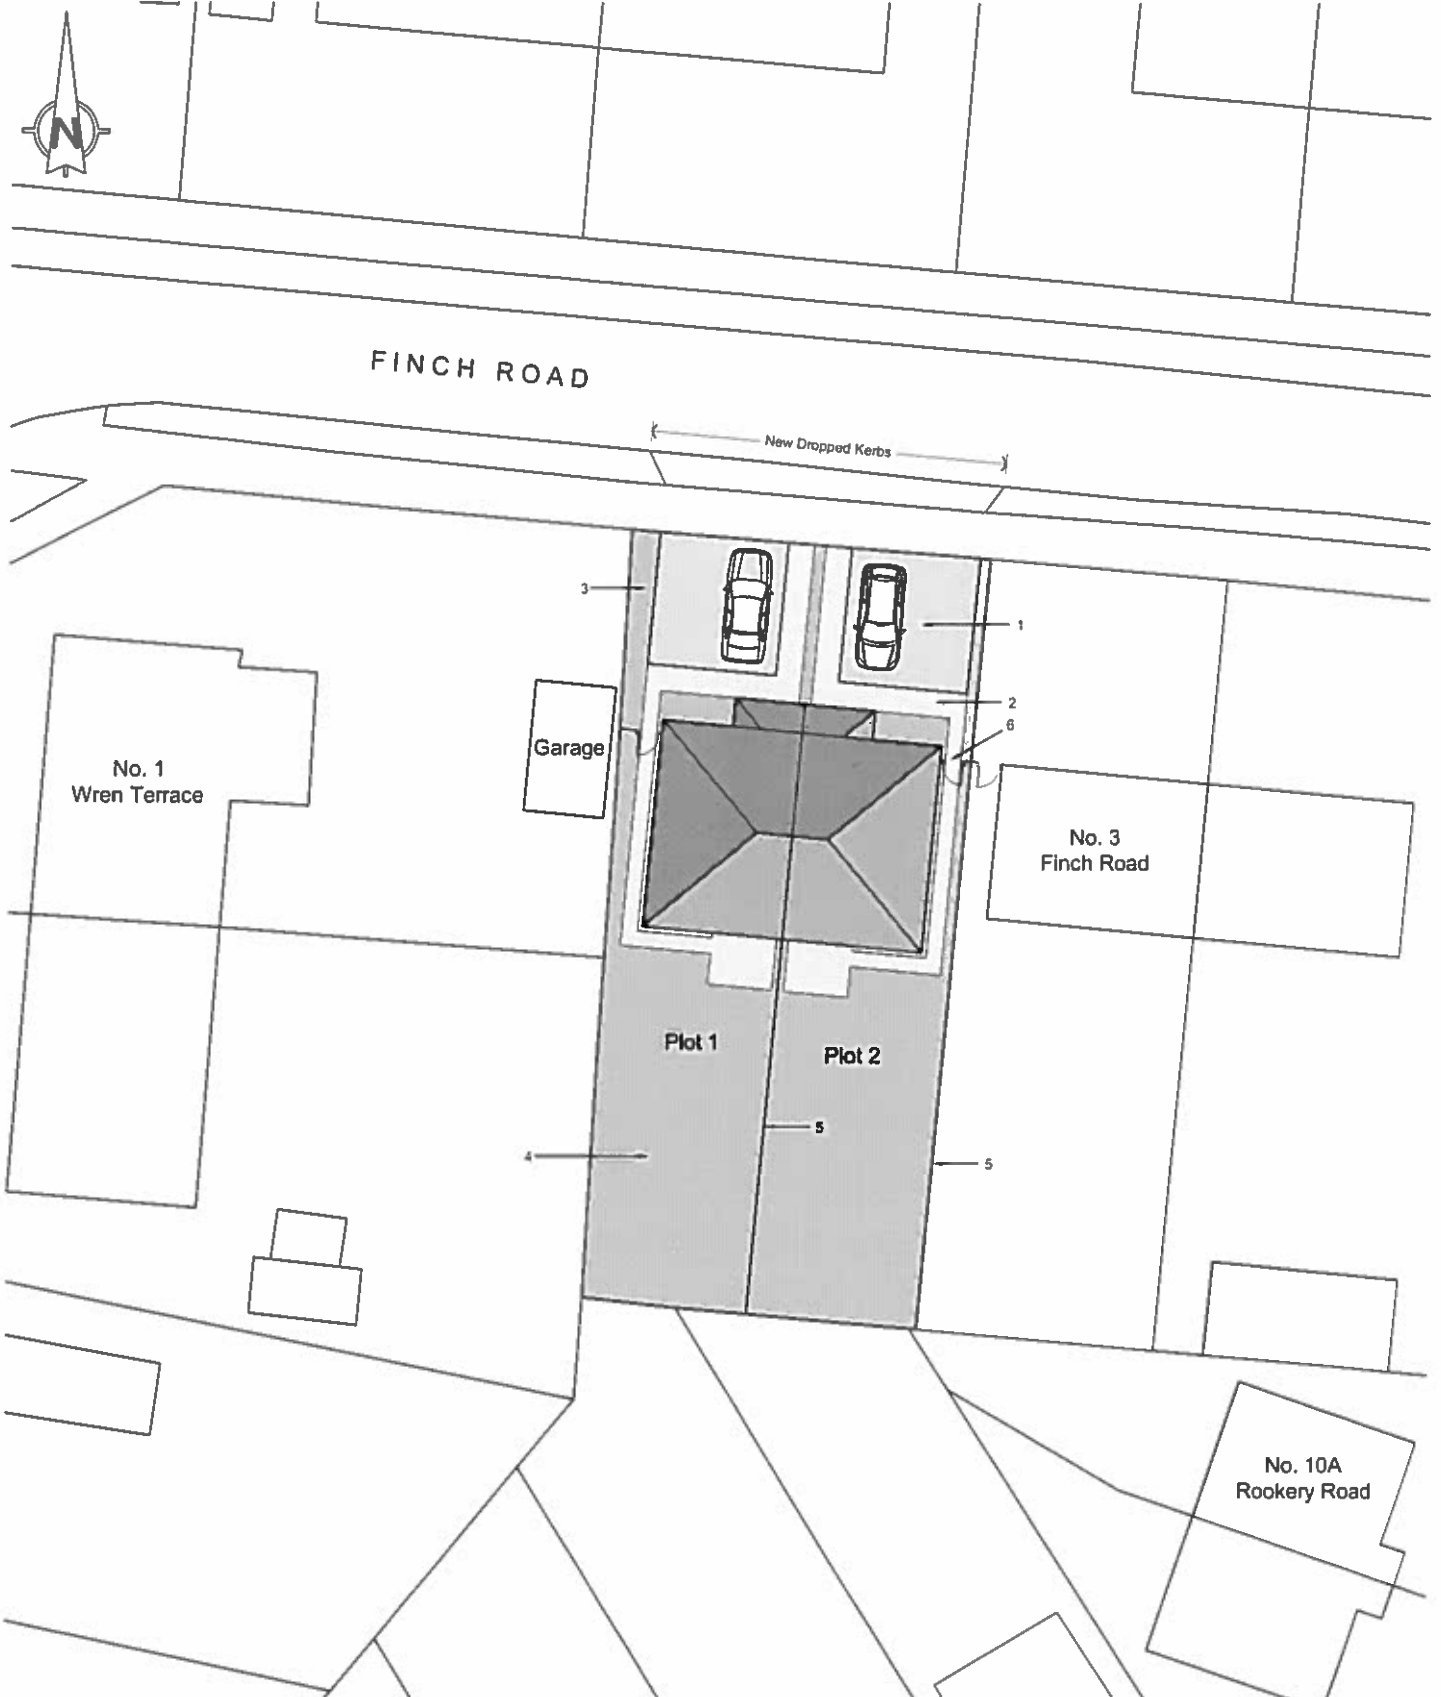 N
FINCH ROAD
New Dropped Kerbs
3
1
2
6
Garage
No. 1
Wren Terrace
No. 3
Finch Road
Plot 1
Plot 2
5
4
5
No. 10A
Rookery Road